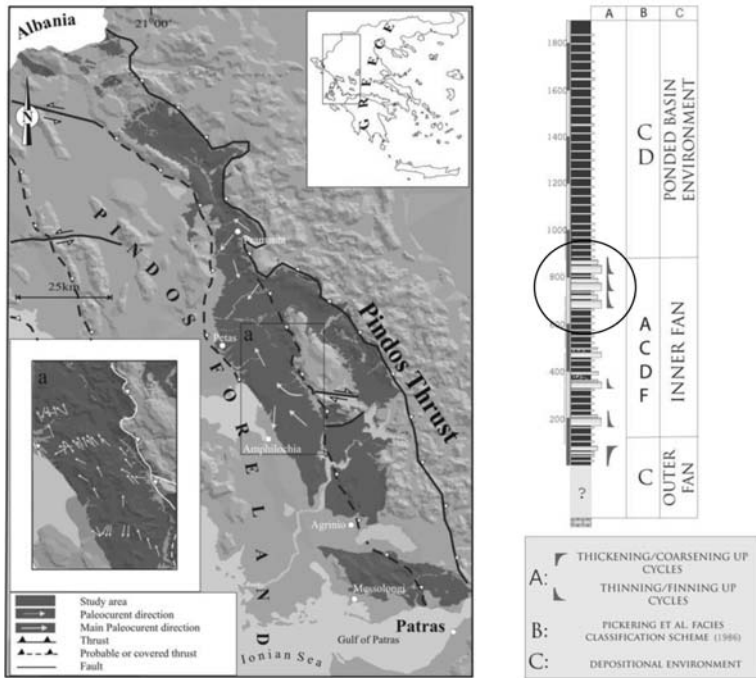 Albania
21°00'
N
GREECE
PINDOS FORELAND
25km
Petas
a
Pindos Thrust
a
Amphilochia
Agrinio
Messolongi
Patras
Gulf of Patras
Ionian Sea
Study area
Paleocurent direction
Main Paleocurent direction
Thrust
Probable or covered thrust
Fault
A B C
1800
1600
1400
1200
1000
800
600
400
200
?
C
D
PONDED BASIN
ENVIRONMENT
A
C
D
F
INNER FAN
C
OUTER
FAN
A:
THICKENING/COARSENING UP
CYCLES
THINNING/FINNING UP
CYCLES
B:
PICKERING ET AL. FACIES
CLASSIFICATION SCHEME (1986)
C:
DEPOSITIONAL ENVIRONMENT